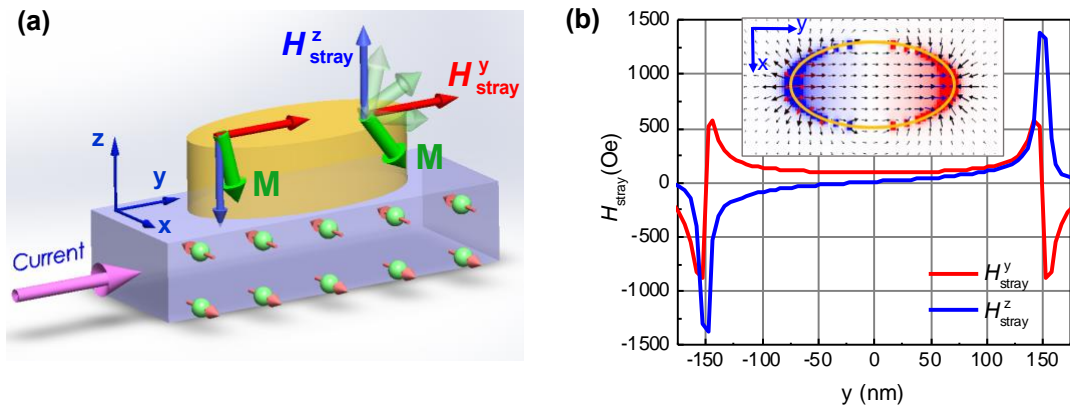 (a)
H z stray
H y stray
M
M
z
y
x
Current
(b)
1500
1000
500
0
-500
-1000
-1500
H stray (Oe)
y
x
H y stray
H z stray
-150 -100 -50 0 50 100 150
y (nm)